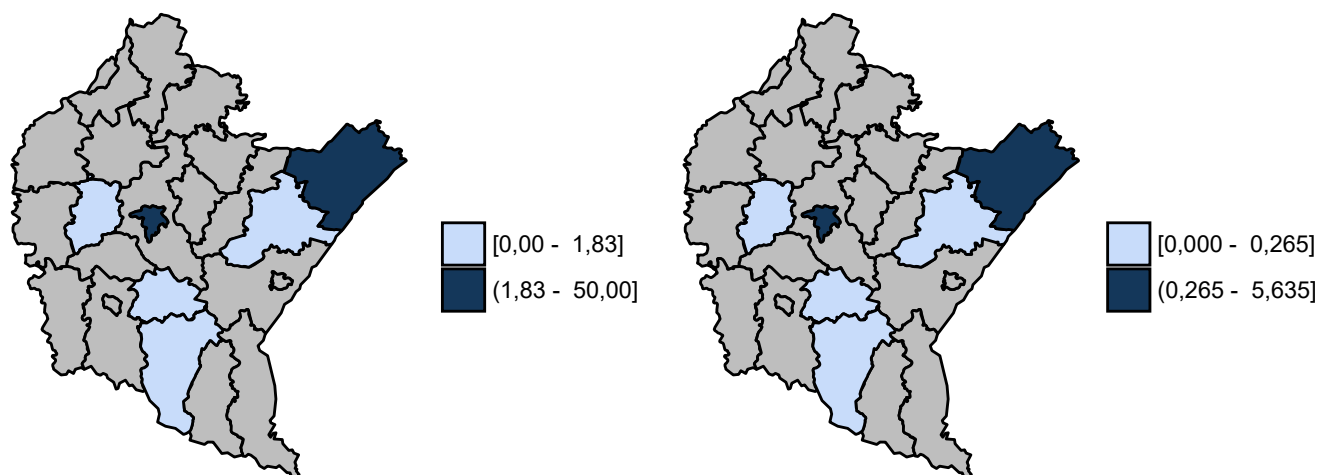 [0,00 - 1,83]
(1,83 - 50,00]
[0,000 - 0,265]
(0,265 - 5,635]